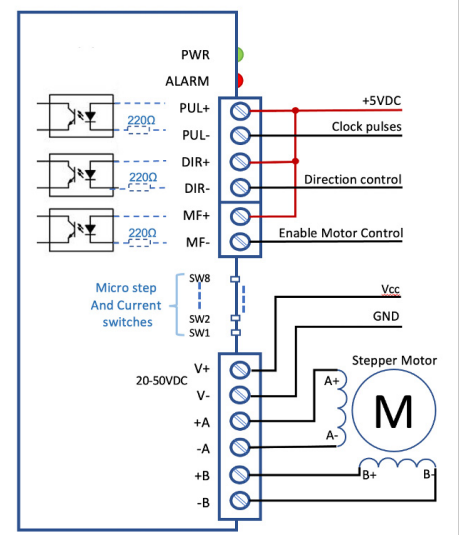 PWR
ALARM
PUL+
+5VDC
220Ω
PUL-
Clock pulses
DIR+
220Ω
DIR-
Direction control
MF+
220Ω
MF-
Enable Motor Control
SW8
Micro step
And Current
switches
SW2
SW1
Vcc
GND
V+
20-50VDC
V-
Stepper Motor
A+
+A
M
A-
-A
+B
B+
B-
-B